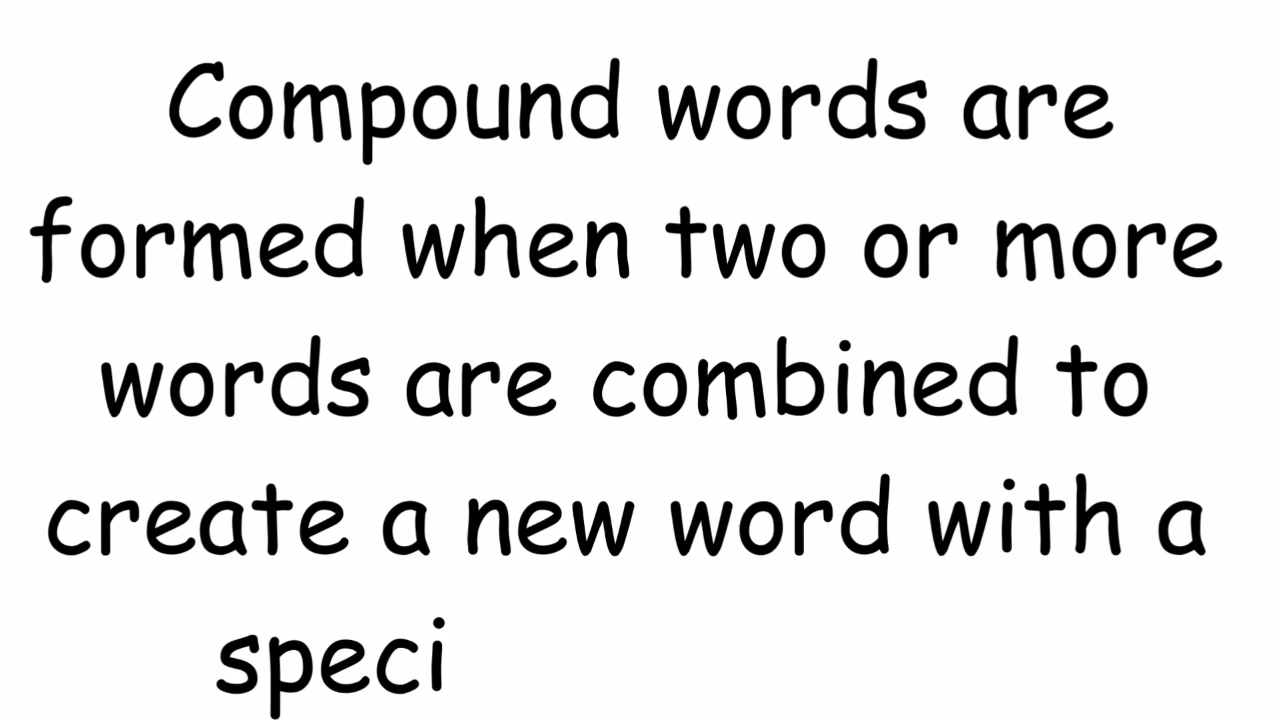 Compound words are
formed when two or more
words are combined to
create a new word with a
speci